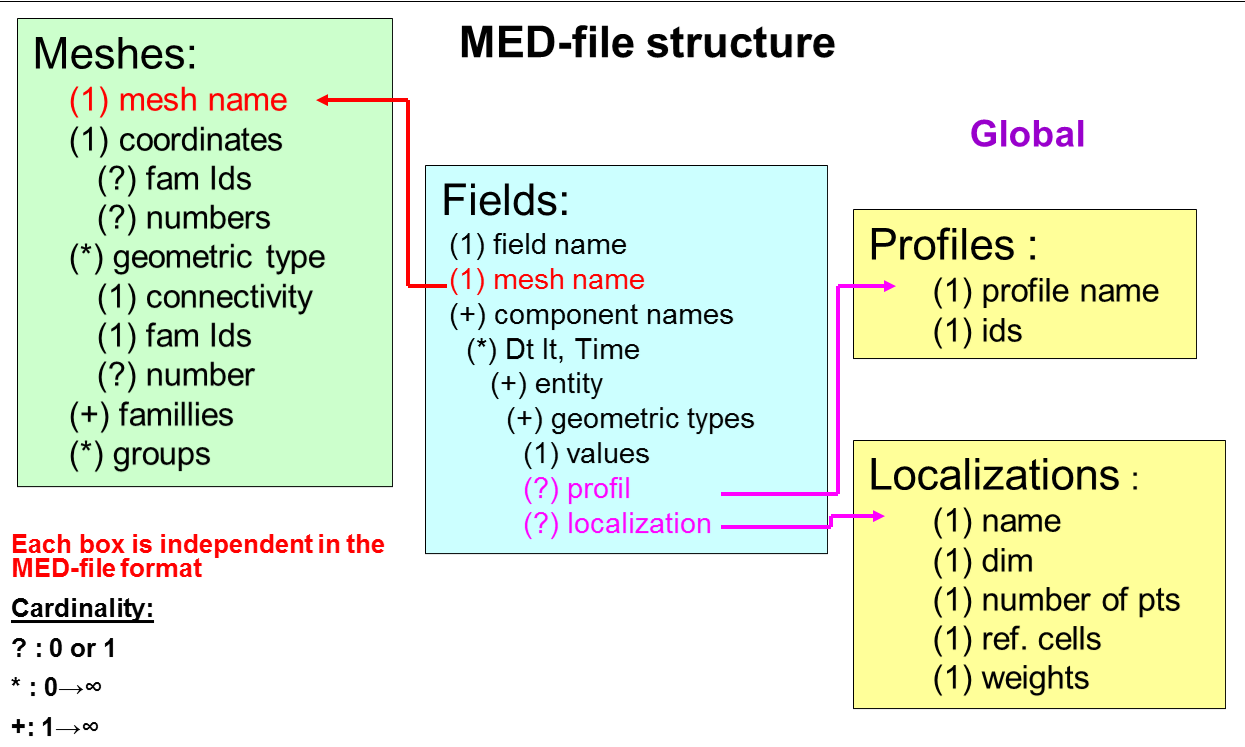 MED-file structure
Meshes:
(1) mesh name
(1) coordinates
(?) fam Ids
(?) numbers
(*) geometric type
(1) connectivity
(1) fam Ids
(?) number
(+) famillies
(*) groups
Fields:
(1) field name
(1) mesh name
(+) component names
(*) Dt It, Time
(+) entity
(+) geometric types
(1) values
(?) profil
(?) localization
Global
Profiles :
(1) profile name
(1) ids
Localizations :
(1) name
(1) dim
(1) number of pts
(1) ref. cells
(1) weights
Each box is independent in the
MED-file format
Cardinality:
? : 0 or 1
* : 0→∞
+: 1→∞